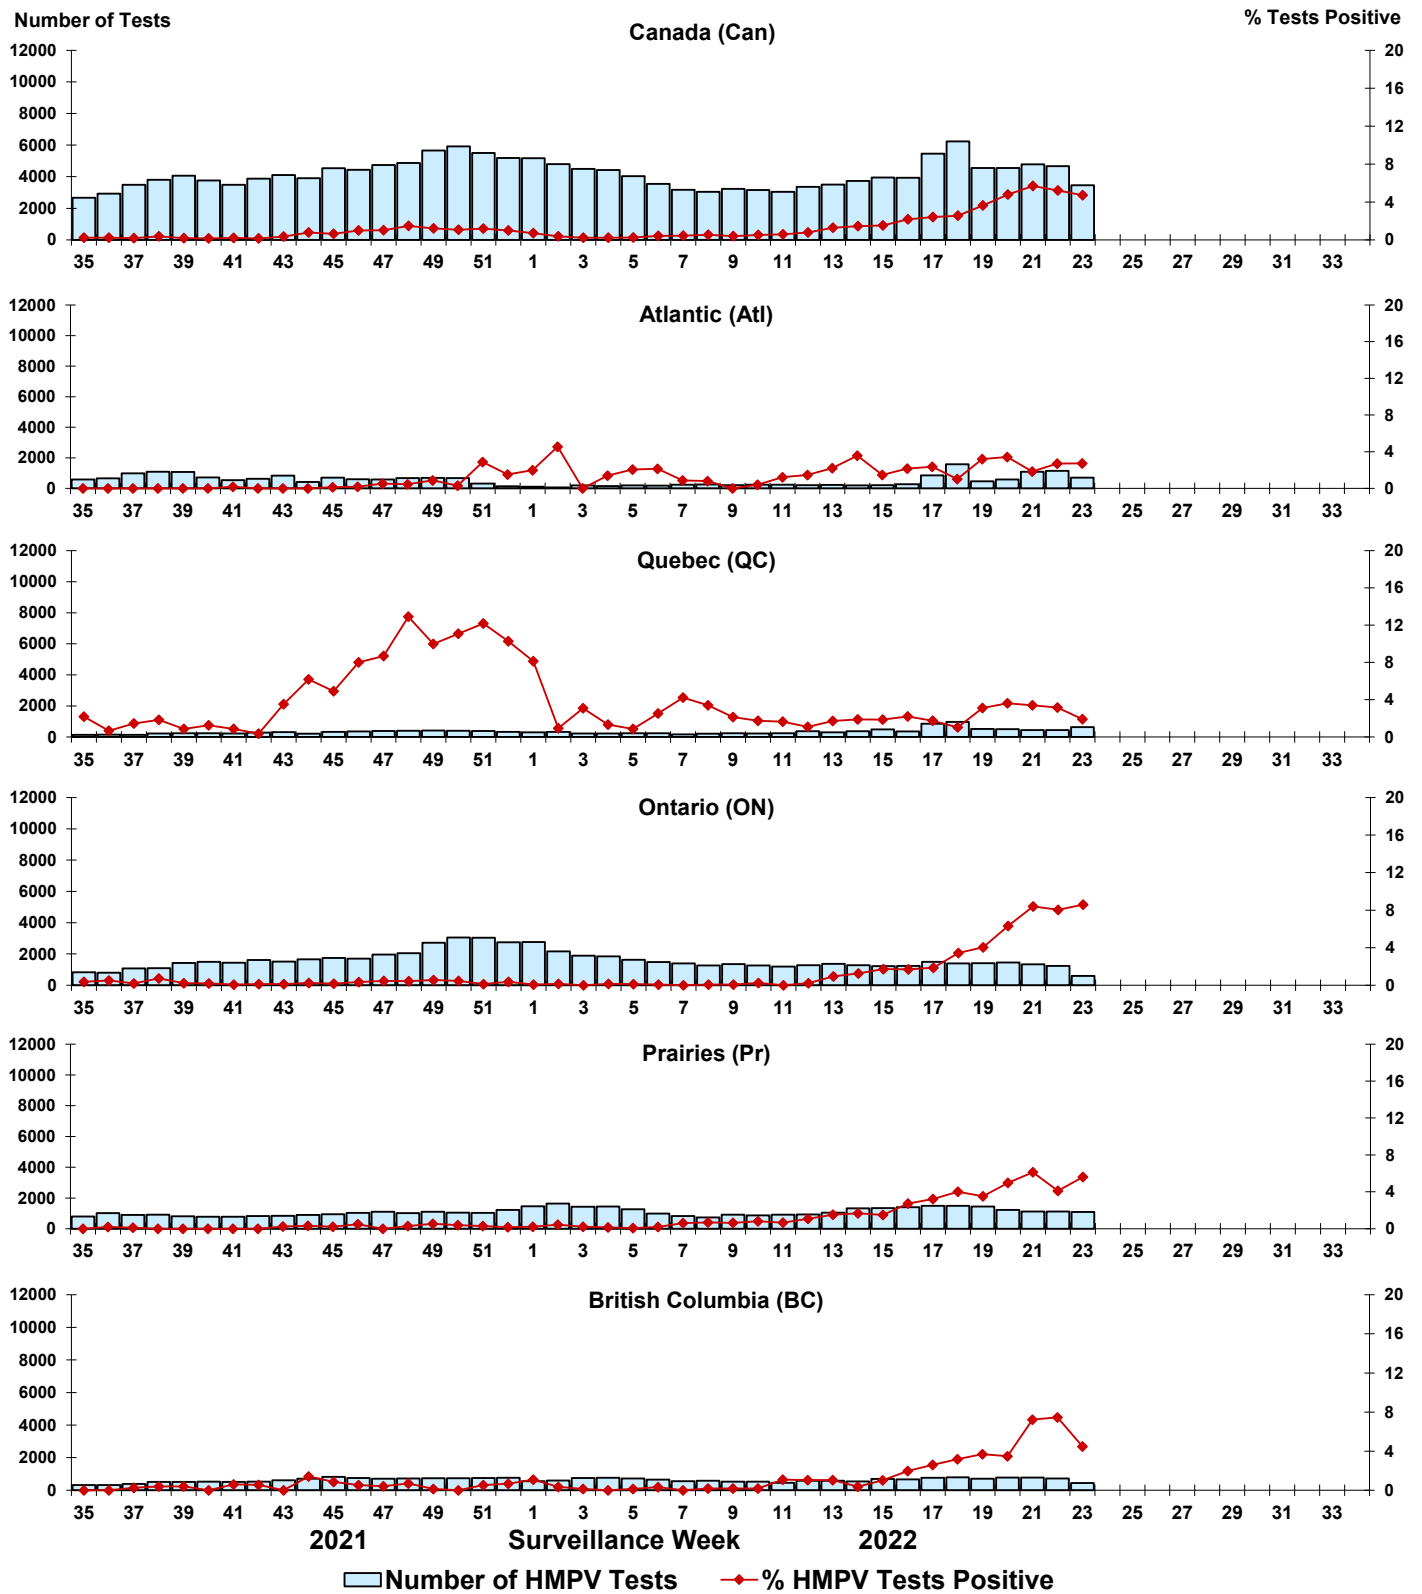 Number of Tests
% Tests Positive
Canada (Can)
12000 20
10000 16
8000 12
6000 8
4000 4
2000 0
0
35 37 39 41 43 45 47 49 51 1 3 5 7 9 11 13 15 17 19 21 23 25 27 29 31 33
Atlantic (Atl)
12000 20
10000 16
8000 12
6000 8
4000 4
2000 0
0
35 37 39 41 43 45 47 49 51 1 3 5 7 9 11 13 15 17 19 21 23 25 27 29 31 33
Quebec (QC)
12000 20
10000 16
8000 12
6000 8
4000 4
2000 0
0
35 37 39 41 43 45 47 49 51 1 3 5 7 9 11 13 15 17 19 21 23 25 27 29 31 33
Ontario (ON)
12000 20
10000 16
8000 12
6000 8
4000 4
2000 0
0
35 37 39 41 43 45 47 49 51 1 3 5 7 9 11 13 15 17 19 21 23 25 27 29 31 33
Prairies (Pr)
12000 20
10000 16
8000 12
6000 8
4000 4
2000 0
0
35 37 39 41 43 45 47 49 51 1 3 5 7 9 11 13 15 17 19 21 23 25 27 29 31 33
British Columbia (BC)
12000 20
10000 16
8000 12
6000 8
4000 4
2000 0
0
35 37 39 41 43 45 47 49 51 1 3 5 7 9 11 13 15 17 19 21 23 25 27 29 31 33
2021 Surveillance Week 2022
Number of HMPV Tests % HMPV Tests Positive